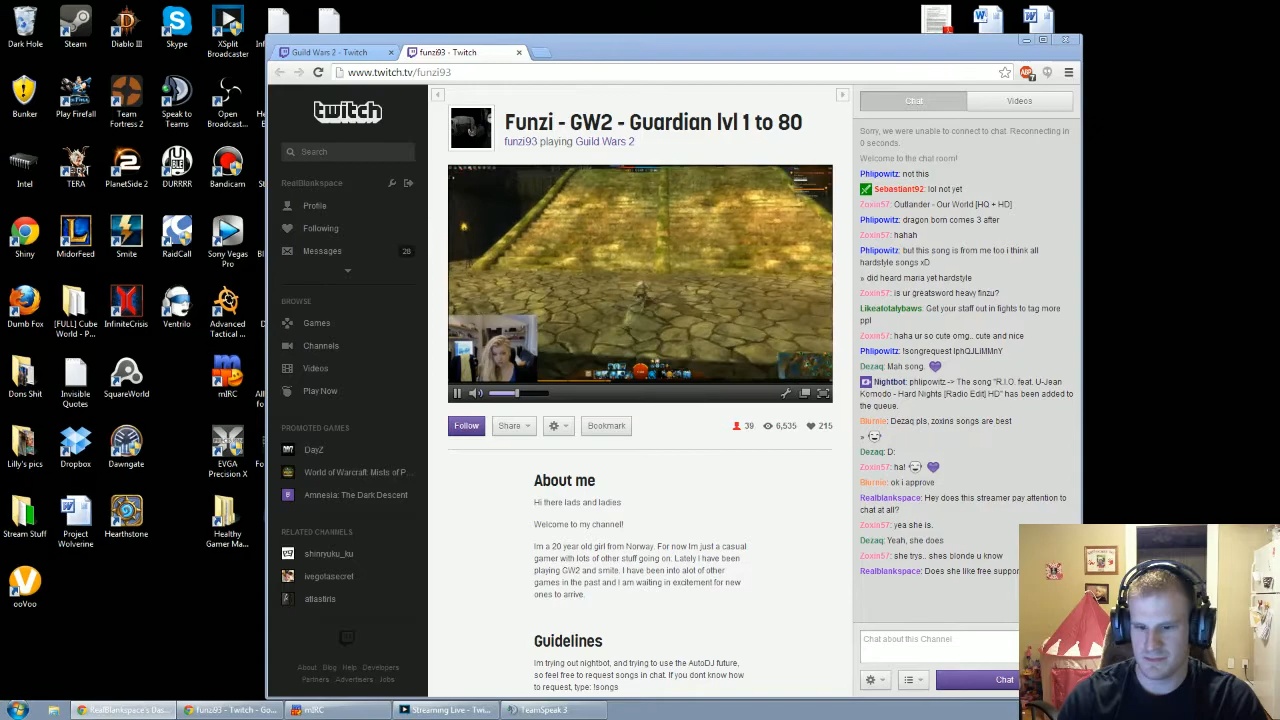 Dark Hole
Steam
Diablo III
Skype
XSplit
Broadcaster
Bunker
Play Firefall
Team
Fortress 2
Speak to
Teams
Open
Broadcast...
Intel
TERA
PlanetSide 2
DURRRR
Bandicam
Shiny
MidorFeed
Smite
RaidCall
Sony Vegas
Pro
Dumb Fox
[FULL] Cube
World - P...
InfiniteCrisis
Ventrilo
Advanced
Tactical ...
Don Shits
Invisible
Quotes
SquareWorld
mIRC
Lilly's pics
Dropbox
Dawngate
EVGA
Precision X
Stream Stuff
Project
Wolverine
Hearthstone
Healthy
Gamer Ma...
ooVoo
Guild Wars 2 - Twitch
funzi93 - Twitch
www.twitch.tv/funzi93
twitch
Search
RealBlankspace
Profile
Following
Messages
28
BROWSE
Games
Channels
Videos
Play Now
PROMOTED GAMES
DayZ
World of Warcraft: Mists of P...
Amnesia: The Dark Descent
RELATED CHANNELS
shinryuku_ku
ivegotasecret
atlastiris
About Blog Help Developers
Partners Advertisers Jobs
Funzi - GW2 - Guardian lvl 1 to 80
funzi93 playing Guild Wars 2
Follow
Share
Bookmark
39
6,535
215
About me
Hi there lads and ladies
Welcome to my channel!
Im a 20 year old girl from Norway. For now Im just a casual
gamer with lots of other stuff going on. Lately I have been
playing GW2 and smite. I have been into alot of other
games in the past and I am waiting in excitement for new
ones to arrive.
Guidelines
Im trying out nightbot, and trying to use the AutoDJ future,
so feel free to request songs in chat. If you dont know how
to request, type: !songs
Chat
Videos
Sorry, we were unable to connect to chat. Reconnecting in
0 seconds.
Welcome to the chat room!
Phlipowitz: not this
Sebastiant92: lol not yet
Zoxin57: Outlander - Our World [HQ + HD]
Phlipowitz: dragon born comes 3 after
Zoxin57: hahah
Phlipowitz: but this song is from me too i think all
hardstyle songs xD
» did heard maria yet hardstyle
Zoxin57: is ur greatsword heavy finzu?
Likeafotalybaws: Get your staff out in fights to tag more
ppl
Zoxin57: haha ur so cute omg.. cute and nice
Phlipowitz: !songrequest IphQJLiMMnY
Dezaq: Mah song.
Nightbot: phlipowitz -> The song "R.I.O. feat. U-Jean
Komodo - Hard Nights [Radio Edit] HD" has been added to
the queue.
Blurnie: Dezaq pls, zoxins songs are best
»
Dezaq: D:
Zoxin57: ha!
Blurnie: ok i approve
Realblankspace: Hey does this streamer pay attention to
chat at all?
Zoxin57: yea she is.
Dezaq: Yeah, she does
Zoxin57: she trys.. shes blonde u know
Realblankspace: Does she like free suppor
Chat about this Channel
Chat
RealBlankspace's Das...
funzi93 - Twitch - Go...
mIRC
Streaming Live - Twi...
TeamSpeak 3